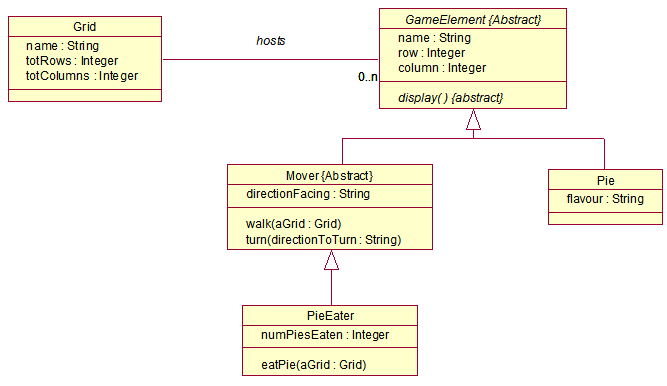 Grid
name : String
totRows : Integer
totColumns : Integer
hosts
0..n
GameElement {Abstract}
name : String
row : Integer
column : Integer
display( ) {abstract}
Mover {Abstract}
directionFacing : String
walk(aGrid : Grid)
turn(directionToTurn : String)
Pie
flavour : String
PieEater
numPiesEaten : Integer
eatPie(aGrid : Grid)